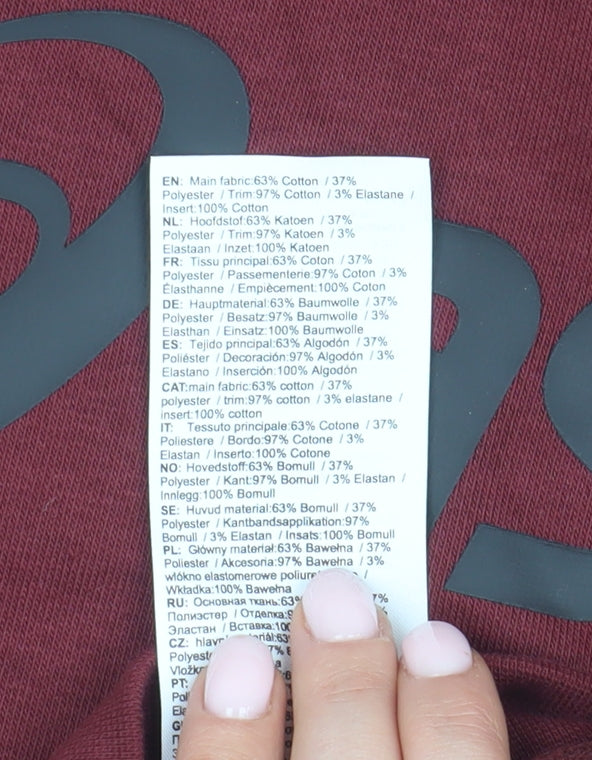 EN: Main fabric:63% Cotton / 37%
Polyester / Trim:97% Cotton / 3% Elastane /
Insert:100% Cotton
NL: Hoofdstof:63% Katoen / 37%
Polyester / Trim:97% Katoen / 3%
Elastaan / Inzet:100% Katoen
FR: Tissu principal:63% Coton / 37%
Polyester / Passementerie:97% Coton / 3%
Élasthanne / Empiècement:100% Coton
DE: Hauptmaterial:63% Baumwolle / 37%
Polyester / Besatz:97% Baumwolle / 3%
Elasthan / Einsatz:100% Baumwolle
ES: Tejido principal:63% Algodón / 37%
Poliéster / Decoración:97% Algodón / 3%
Elastano / Inserción:100% Algodón
CAT:main fabric:63% cotton / 37%
polyester / trim:97% cotton / 3% elastane /
insert:100% cotton
IT: Tessuto principale:63% Cotone / 37%
Poliestere / Bordo:97% Cotone / 3%
Elastan / Inserto:100% Cotone
NO: Hovedstoff:63% Bomull / 37%
Polyester / Kant:97% Bomull / 3% Elastan /
Innlegg:100% Bomull
SE: Huvud material:63% Bomull / 37%
Polyester / Kantbandsapplikation:97%
Bomull / 3% Elastan / Insats:100% Bomull
PL: Główny materiał:63% Bawełna / 37%
Poliester / Akcesoria:97% Bawełna / 3%
włókno elastomerowe /
Wkładka:100% Bawełna
RU: Основная ткань:63%
Полиэстер / Отделка:
Эластан / Вставка:100
CZ:
PT: